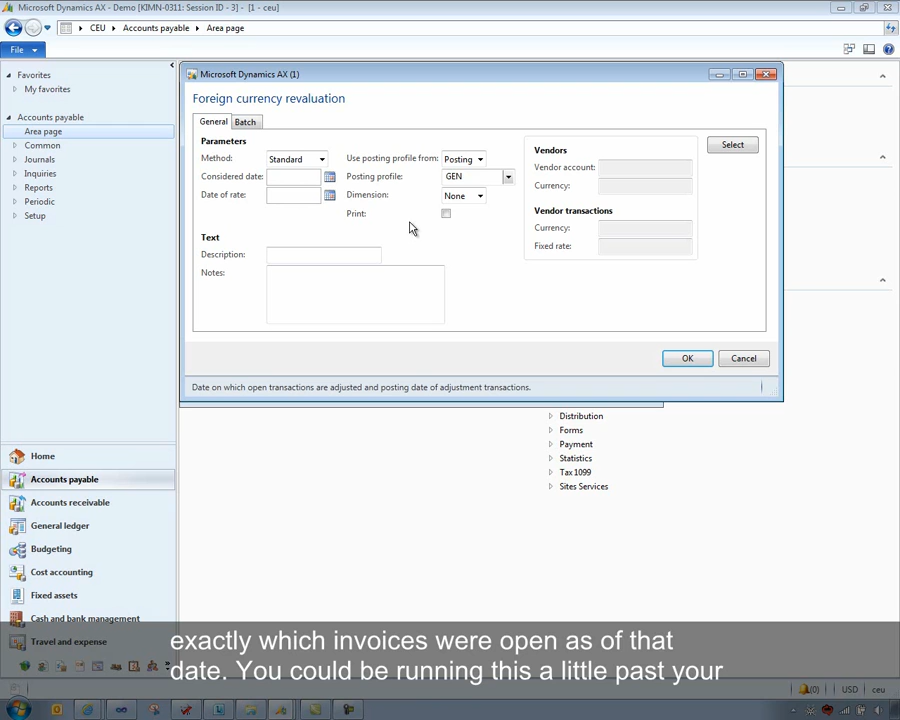 Microsoft Dynamics AX - Demo [KIMN-0311: Session ID - 3] - [1 - ceu]
CEU
Accounts payable
Area page
File
Favorites
My favorites
Accounts payable
Area page
Common
Journals
Inquiries
Reports
Periodic
Setup
Microsoft Dynamics AX (1)
Foreign currency revaluation
General
Batch
Parameters
Method:
Standard
Considered date:
Date of rate:
Use posting profile from:
Posting
Posting profile:
GEN
Dimension:
None
Print:
Text
Description:
Notes:
Vendors
Vendor account:
Currency:
Vendor transactions
Currency:
Fixed rate:
Select
OK
Cancel
Date on which open transactions are adjusted and posting date of adjustment transactions.
Distribution
Forms
Payment
Statistics
Tax 1099
Sites Services
Home
Accounts payable
Accounts receivable
General ledger
Budgeting
Cost accounting
Fixed assets
Cash and bank management
Travel and expense
exactly which invoices were open as of that
date. You could be running this a little past your
(0)
USD
ceu